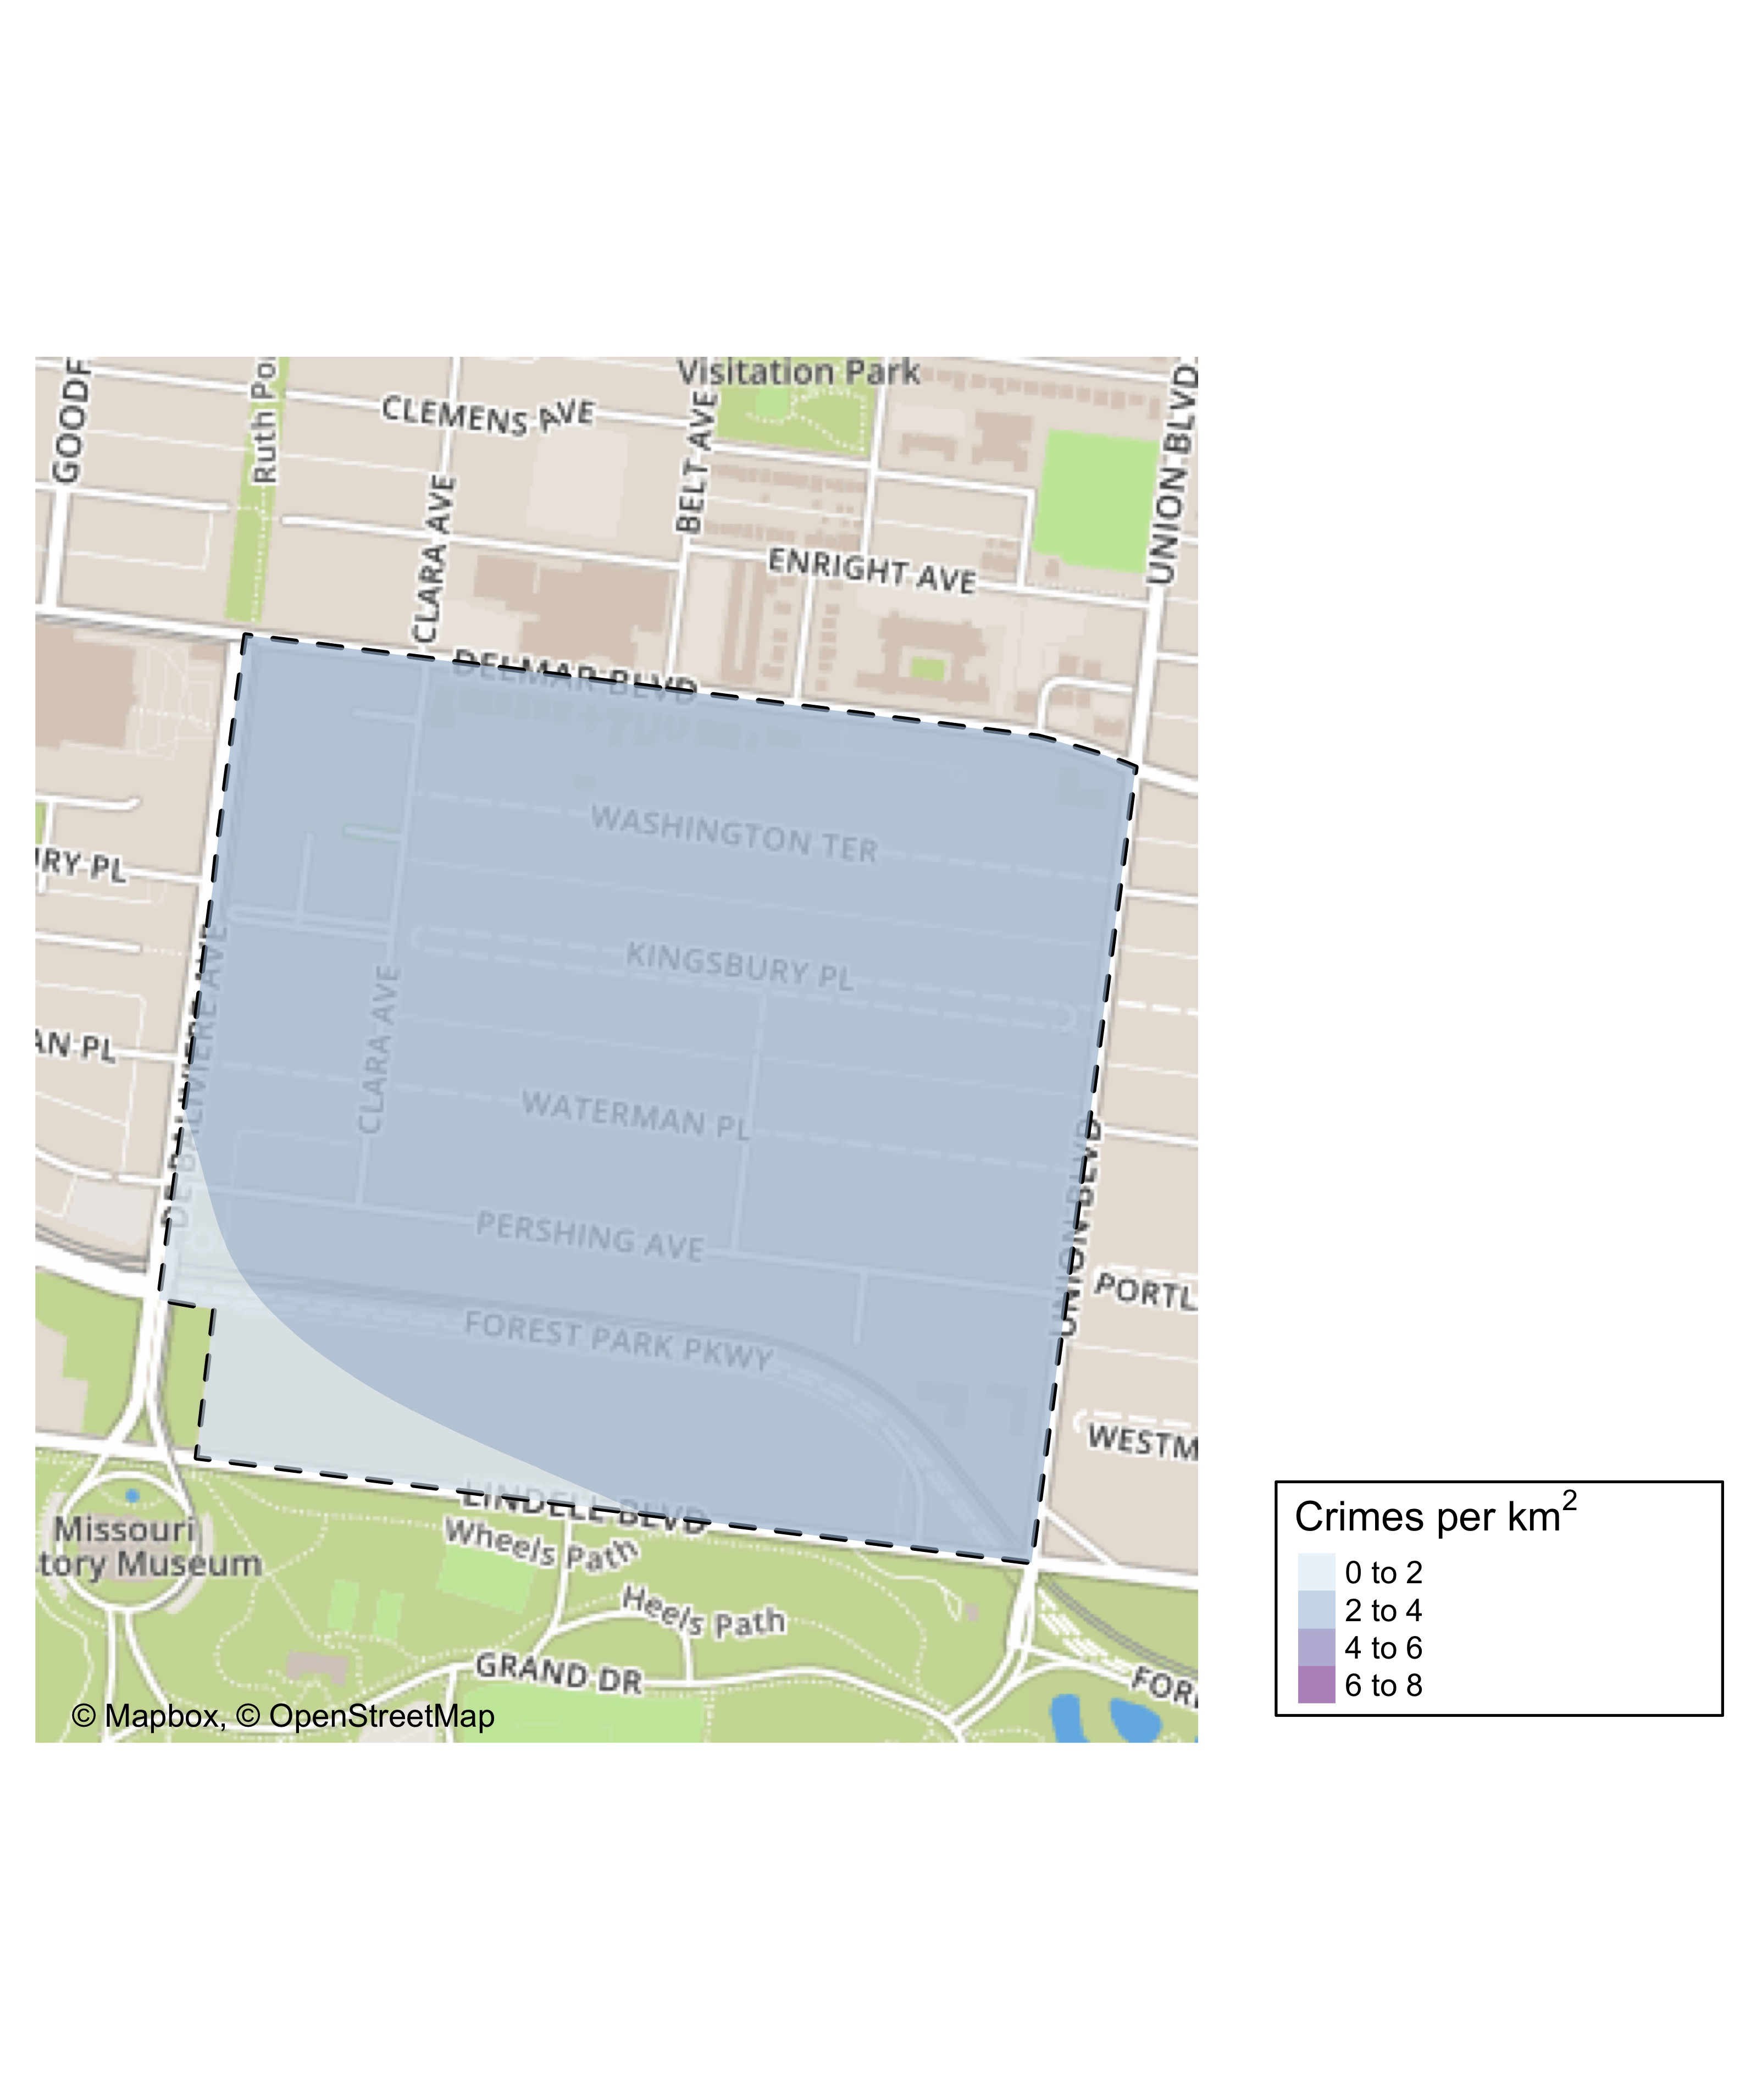 Visitation Park
GOODF
Ruth Po
CLEMENS AVE
BELT AVE
UNION BLVD
CLARA AVE
ENRIGHT AVE
DELMAR BLVD
WASHINGTON TER
RY PL
KINGSBURY PL
DE BALIVIERE AVE
CLARA AVE
AN PL
WATERMAN PL
UNION BLVD
PERSHING AVE
PORTL
FOREST PARK PKWY
WESTM
LINDELL BLVD
Missouri
tory Museum
Wheels Path
Heels Path
GRAND DR
FOR
© Mapbox, © OpenStreetMap
Crimes per km²
0 to 2
2 to 4
4 to 6
6 to 8